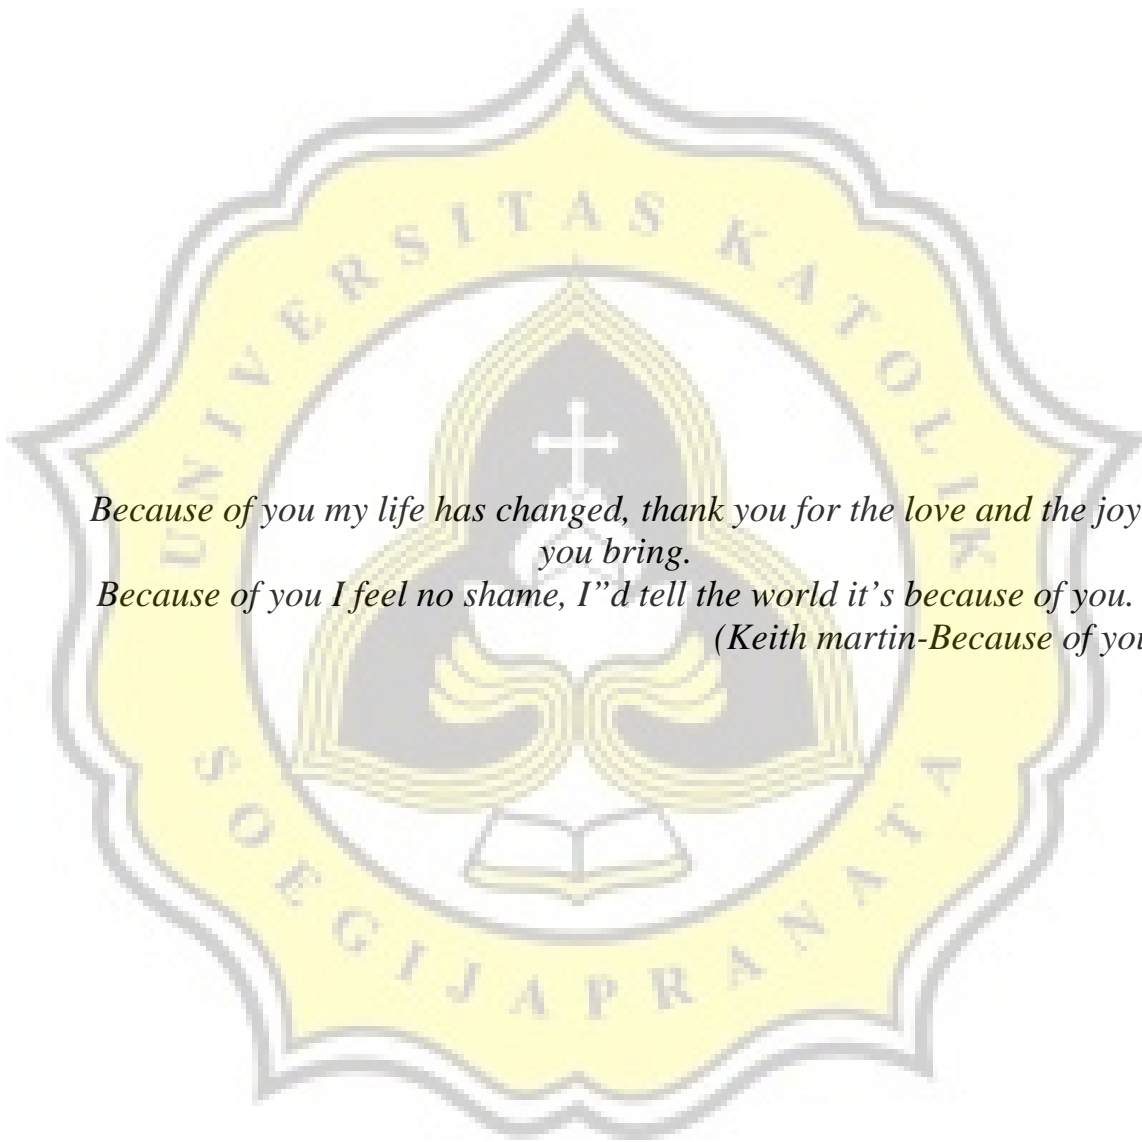 UNIVERSITAS KATOLIK
Because of you my life has changed, thank you for the love and the joy
you bring.
Because of you I feel no shame, I”d tell the world it’s because of you.
(Keith martin-Because of you
SOEGIJAPRANATA